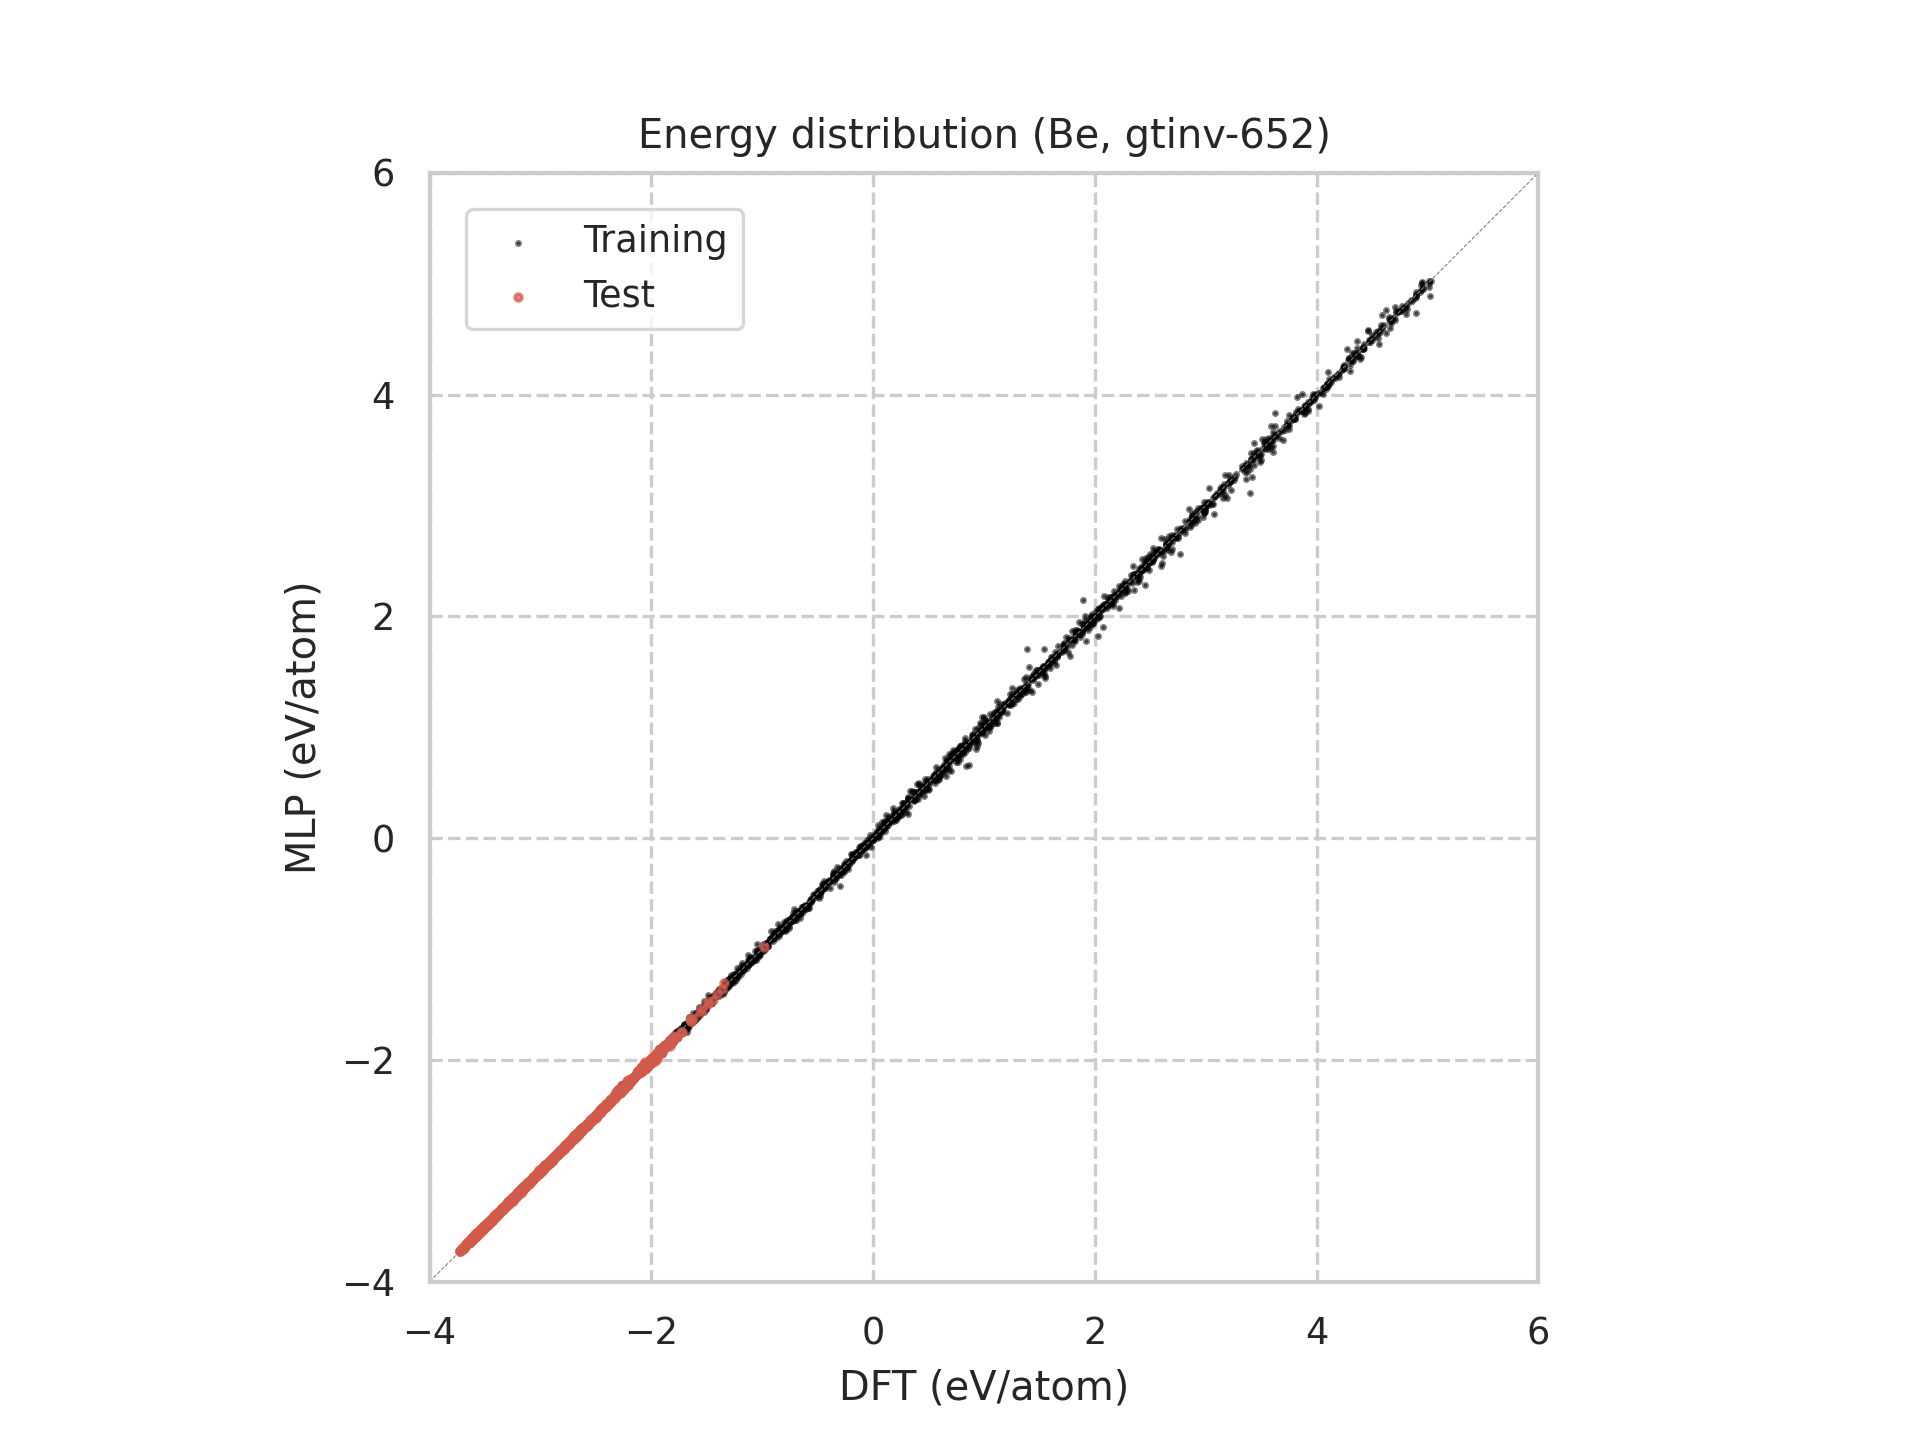 Energy distribution (Be, gtinv-652)
6
4
2
0
−2
−4
MLP (eV/atom)
Training
Test
−4 −2 0 2 4 6
DFT (eV/atom)